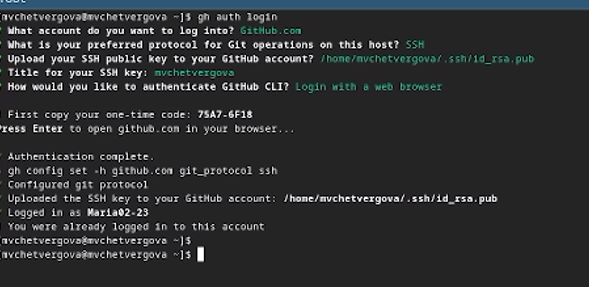 [mvchetvergova@mvchetvergova ~]$ gh auth login
What account do you want to log into? GitHub.com
What is your preferred protocol for Git operations on this host? SSH
Upload your SSH public key to your GitHub account? /home/mvchetvergova/.ssh/id_rsa.pub
Title for your SSH key: mvchetvergova
How would you like to authenticate GitHub CLI? Login with a web browser
First copy your one-time code: 75A7-6F18
Press Enter to open github.com in your browser...
Authentication complete.
gh config set -h github.com git_protocol ssh
Configured git protocol
Uploaded the SSH key to your GitHub account: /home/mvchetvergova/.ssh/id_rsa.pub
Logged in as Maria02-23
You were already logged in to this account
[mvchetvergova@mvchetvergova ~]$
[mvchetvergova@mvchetvergova ~]$